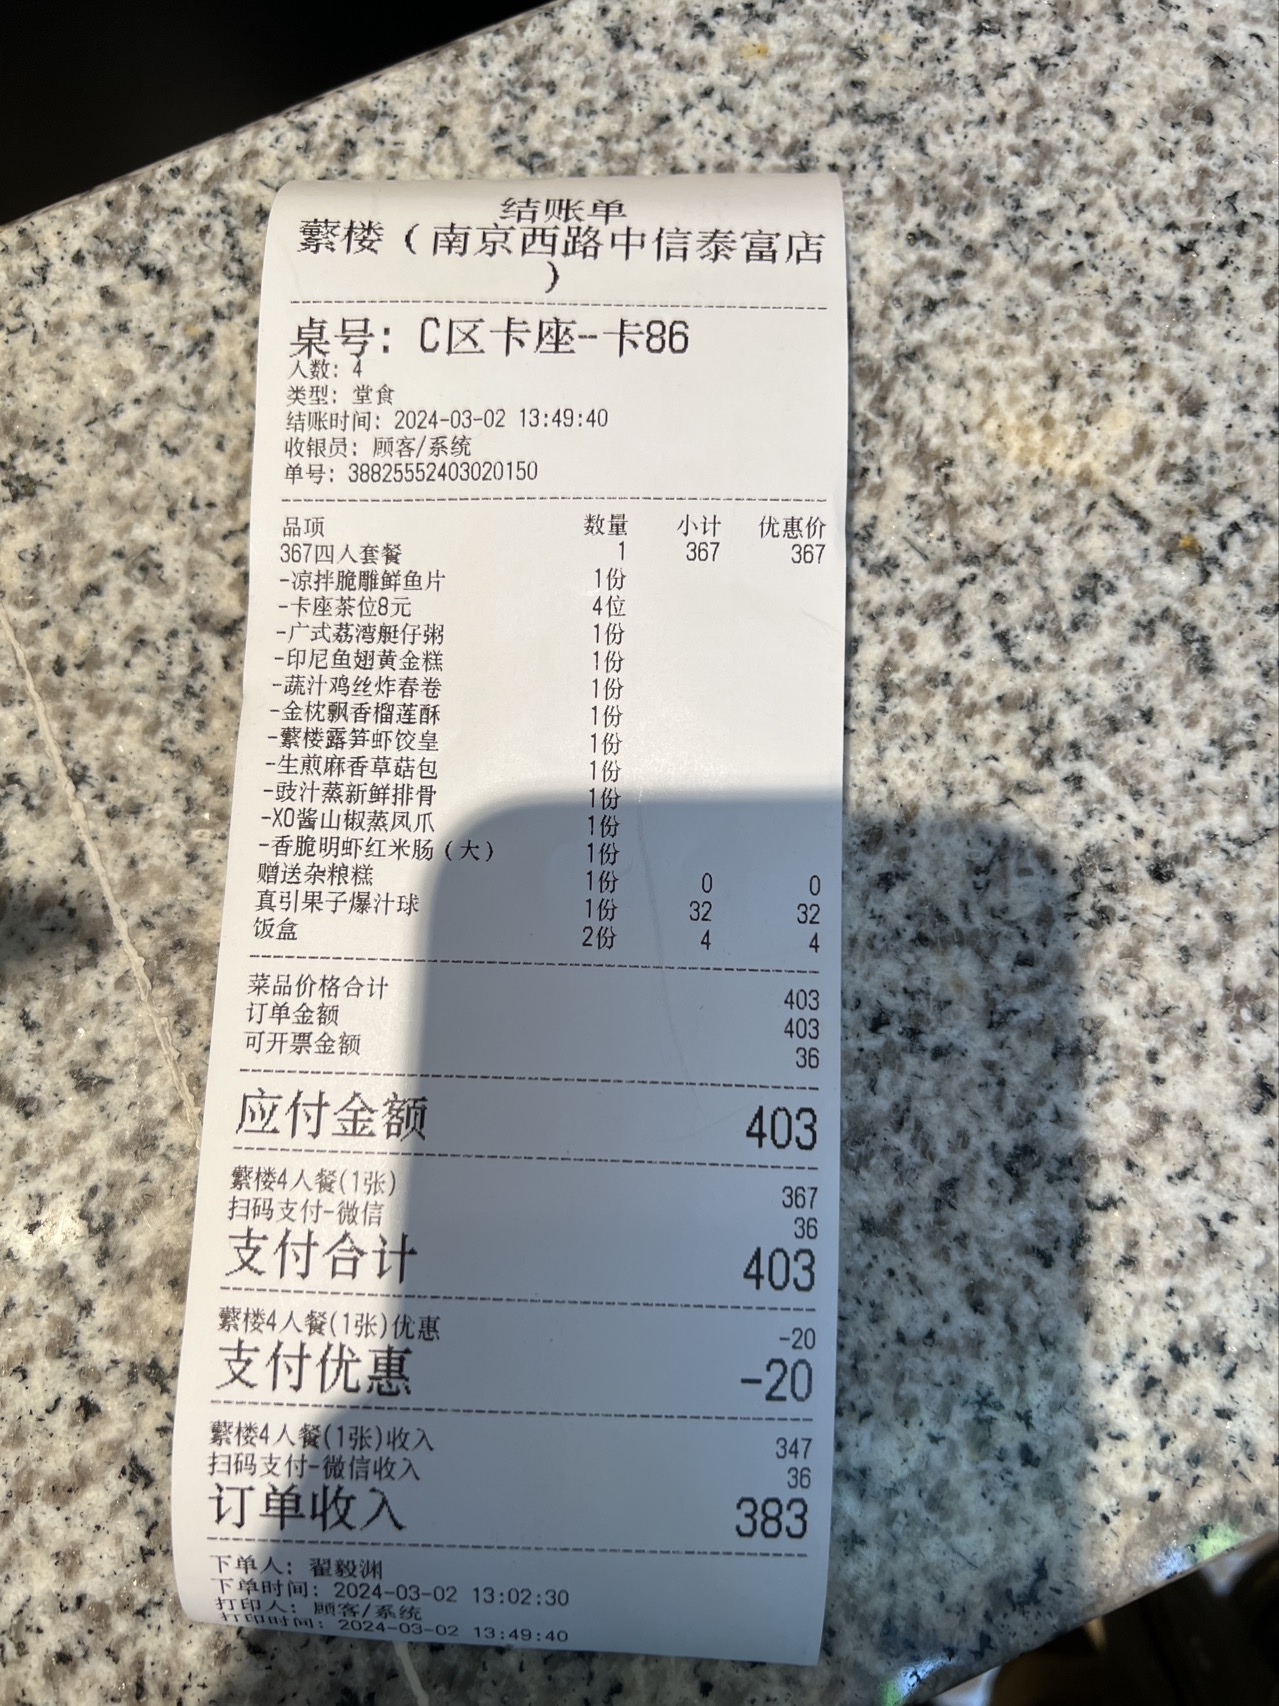 结账单
蘩楼（南京西路中信泰富店
）
桌号: C区卡座-卡86
人数: 4
类型: 堂食
结账时间: 2024-03-02 13:49:40
收银员: 顾客/系统
单号: 38825552403020150
品项 数量 小计 优惠价
367四人套餐 1 367 367
-凉拌脆雕鲜鱼片 1份
-卡座茶位8元 4位
-广式荔湾艇仔粥 1份
-印尼鱼翅黄金糕 1份
-蔬汁鸡丝炸春卷 1份
-金枕飘香榴莲酥 1份
-蘩楼露笋虾饺皇 1份
-生煎麻香草菇包 1份
-豉汁蒸新鲜排骨 1份
-XO酱山椒蒸凤爪 1份
-香脆明虾红米肠（大） 1份
赠送杂粮糕 1份 0 0
真引果子爆汁球 1份 32 32
饭盒 2份 4 4
菜品价格合计 403
订单金额 403
可开票金额 36
应付金额 403
蘩楼4人餐(1张) 367
扫码支付-微信 36
支付合计 403
蘩楼4人餐(1张)优惠 -20
支付优惠 -20
蘩楼4人餐(1张)收入 347
扫码支付-微信收入 36
订单收入 383
下单人: 翟毅渊
下单时间: 2024-03-02 13:02:30
打印人: 顾客/系统
打印时间: 2024-03-02 13:49:40